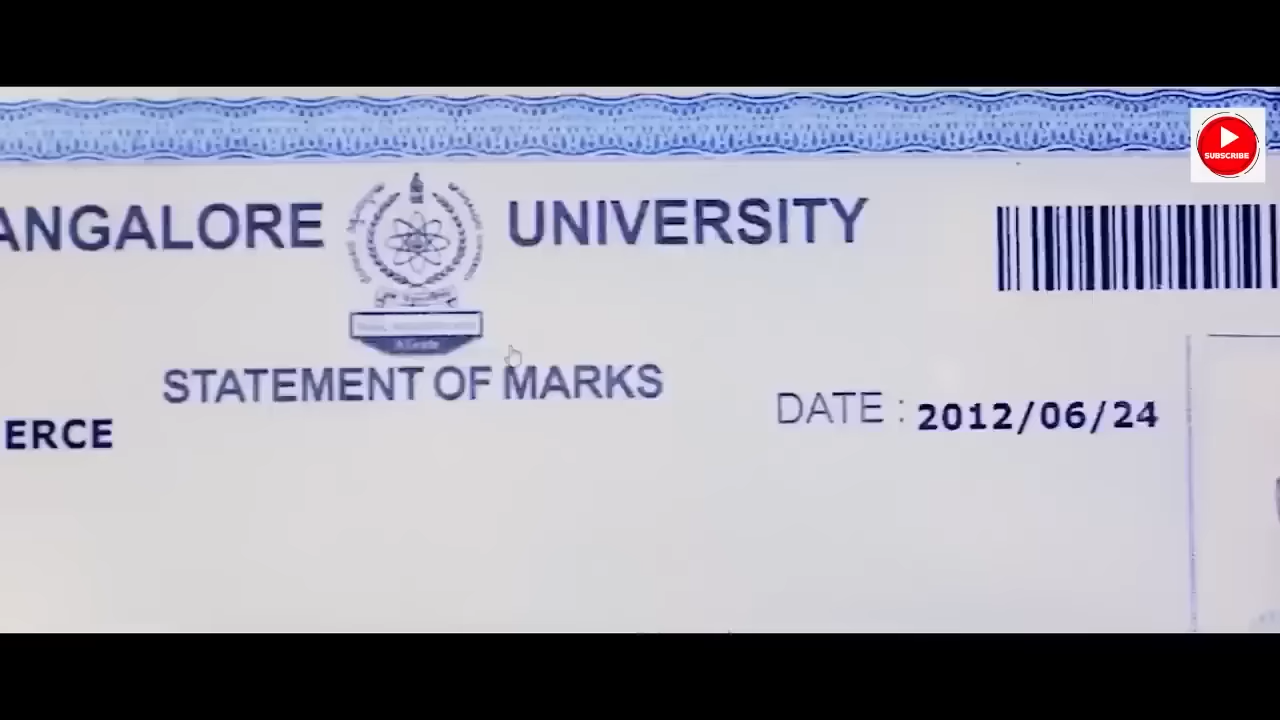 ANGALORE UNIVERSITY
STATEMENT OF MARKS
DATE : 2012/06/24
ERCE
SUBSCRIBE